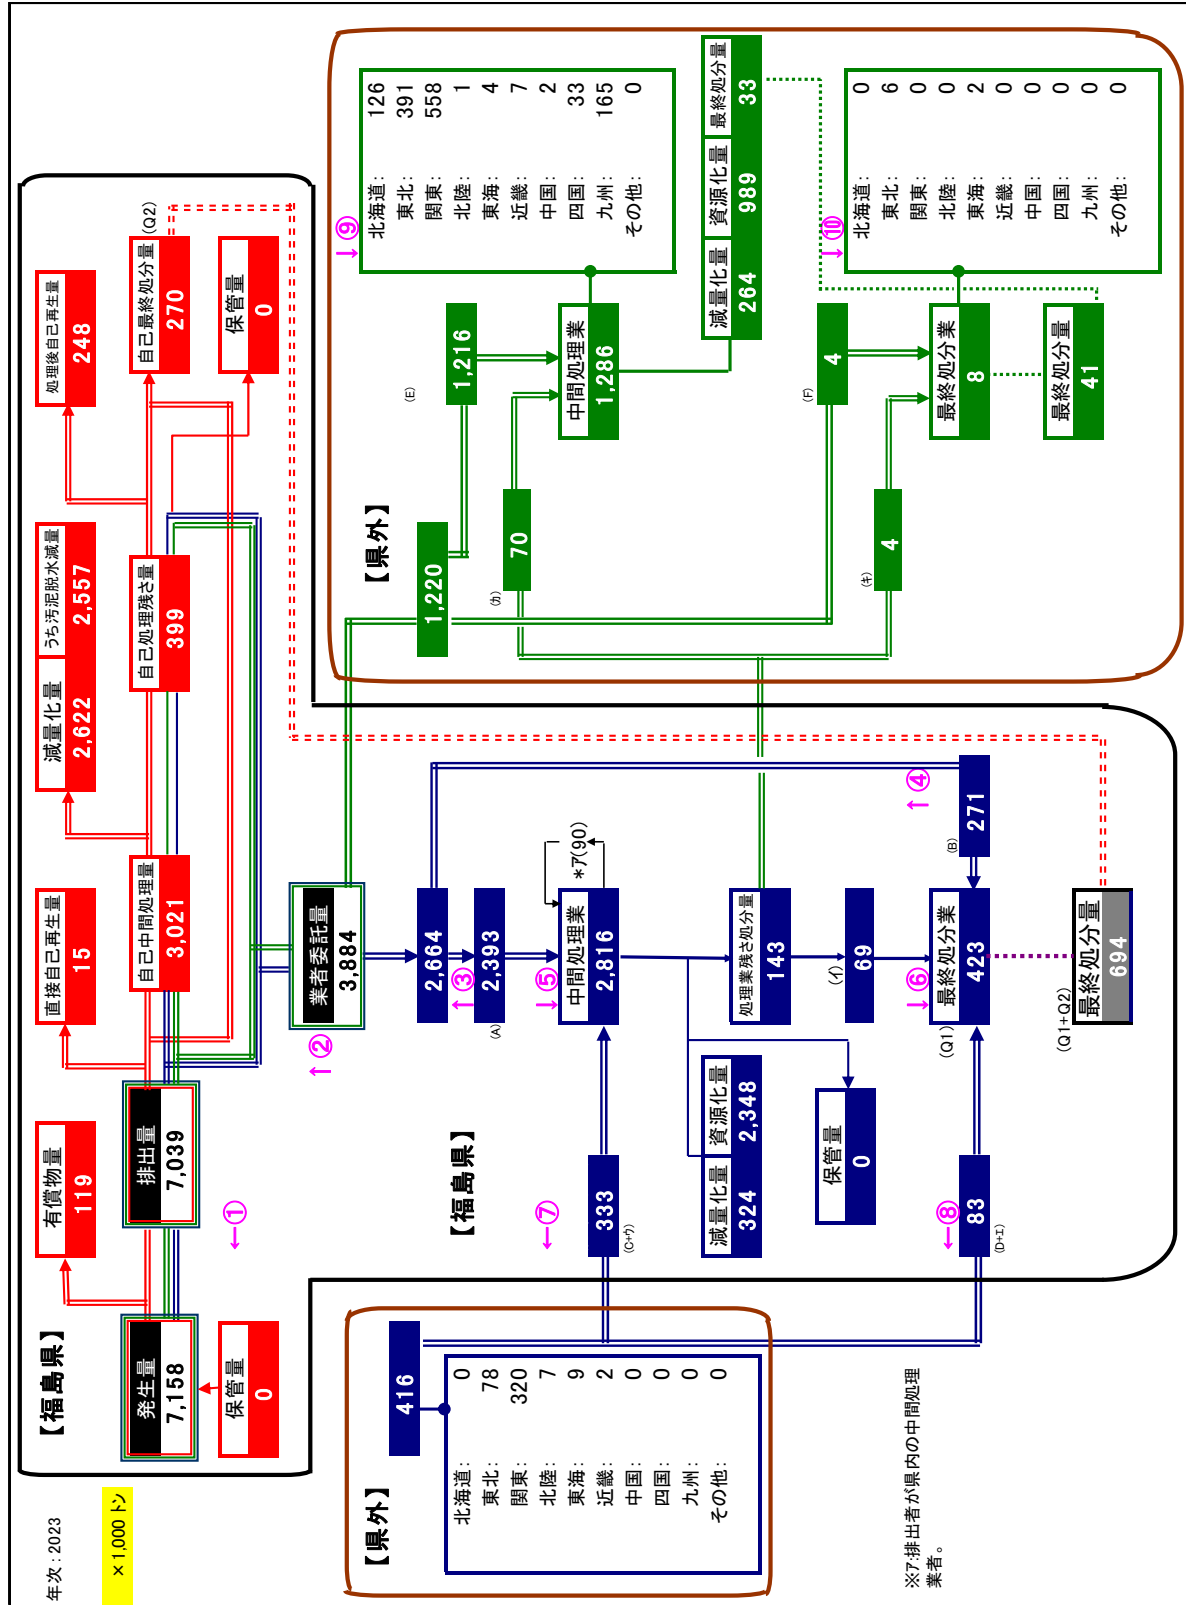 年次：2023
×1,000 トン
【福島県】
発生量
7,158
保管量
0
有償物量
119
排出量
7,039
←①
直接自己再生量
15
自己中間処理量
3,021
減量化量
2,622
うち汚泥脱水減量
2,557
自己処理残さ量
399
処理後自己再生量
248
自己最終処分量
270
(Q2)
保管量
0
↑②
業者委託量
3,884
【県外】
416
北海道： 0
東北： 78
関東： 320
北陸： 7
東海： 9
近畿： 2
中国： 0
四国： 0
九州： 0
その他： 0
【福島県】
2,664
↑③
2,393
(A)
←⑦
333
(C+ウ)
↓⑤
中間処理業
2,816
*ア(90)
減量化量
324
資源化量
2,348
処理業残さ処分量
143
保管量
0
(イ)
69
←⑧
83
(D+エ)
↓⑥
(Q1)
最終処分業
423
↑④
(B)
271
(Q1+Q2)
最終処分量
694
【県外】
1,220
(E)
1,216
(カ)
70
中間処理業
1,286
↓⑨
北海道： 126
東北： 391
関東： 558
北陸： 1
東海： 4
近畿： 7
中国： 2
四国： 33
九州： 165
その他： 0
減量化量
264
資源化量
989
最終処分量
33
(F)
4
(キ)
4
最終処分業
8
↓⑩
北海道： 0
東北： 6
関東： 0
北陸： 0
東海： 2
近畿： 0
中国： 0
四国： 0
九州： 0
その他： 0
最終処分量
41
※ア:排出者が県内の中間処理
業者。